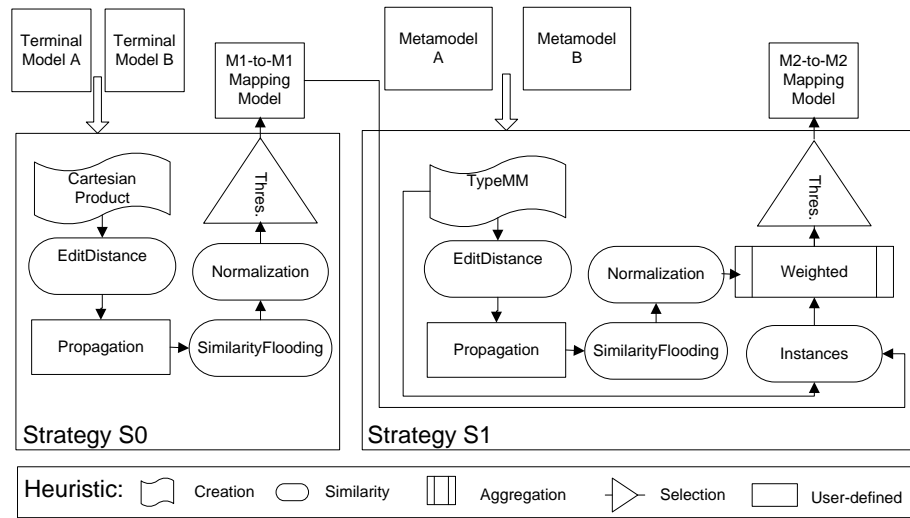 Terminal
Model A
Terminal
Model B
M1-to-M1
Mapping
Model
Metamodel
A
Metamodel
B
M2-to-M2
Mapping
Model
Cartesian
Product
Thres.
EditDistance
Normalization
Propagation
SimilarityFlooding
Strategy S0
TypeMM
Thres.
EditDistance
Normalization
Weighted
Propagation
SimilarityFlooding
Instances
Strategy S1
Heuristic:
Creation
Similarity
Aggregation
Selection
User-defined